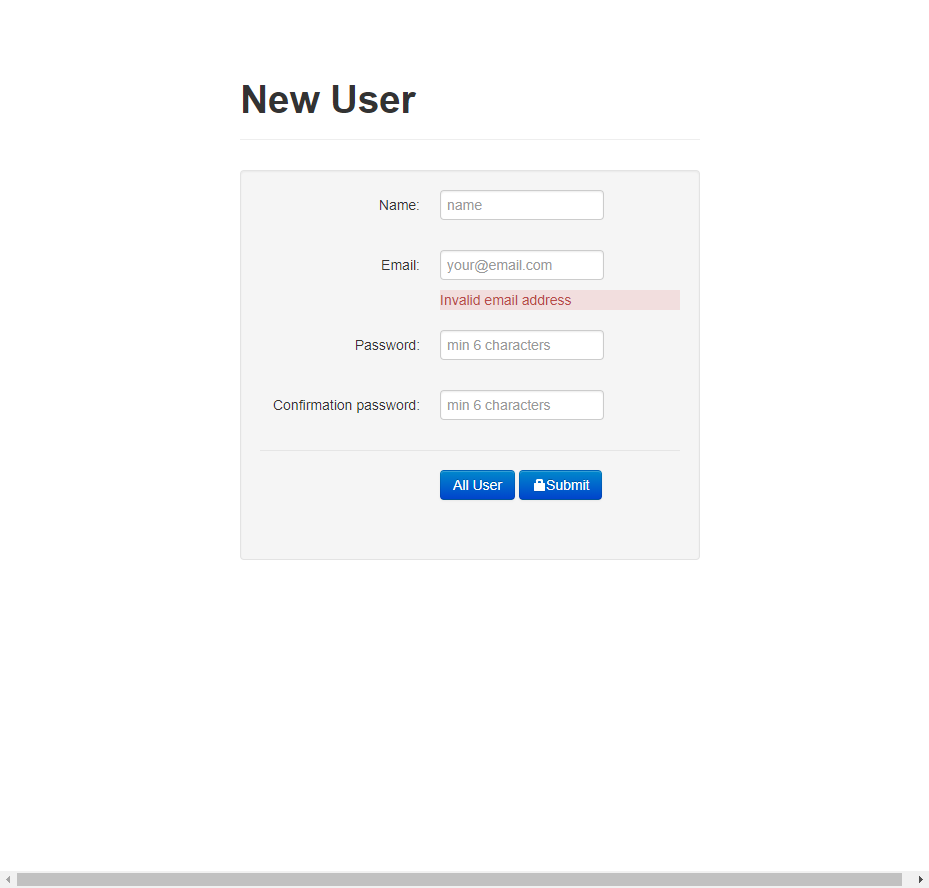 New User
Name: name
Email: your@email.com
Invalid email address
Password: min 6 characters
Confirmation password: min 6 characters
All User Submit